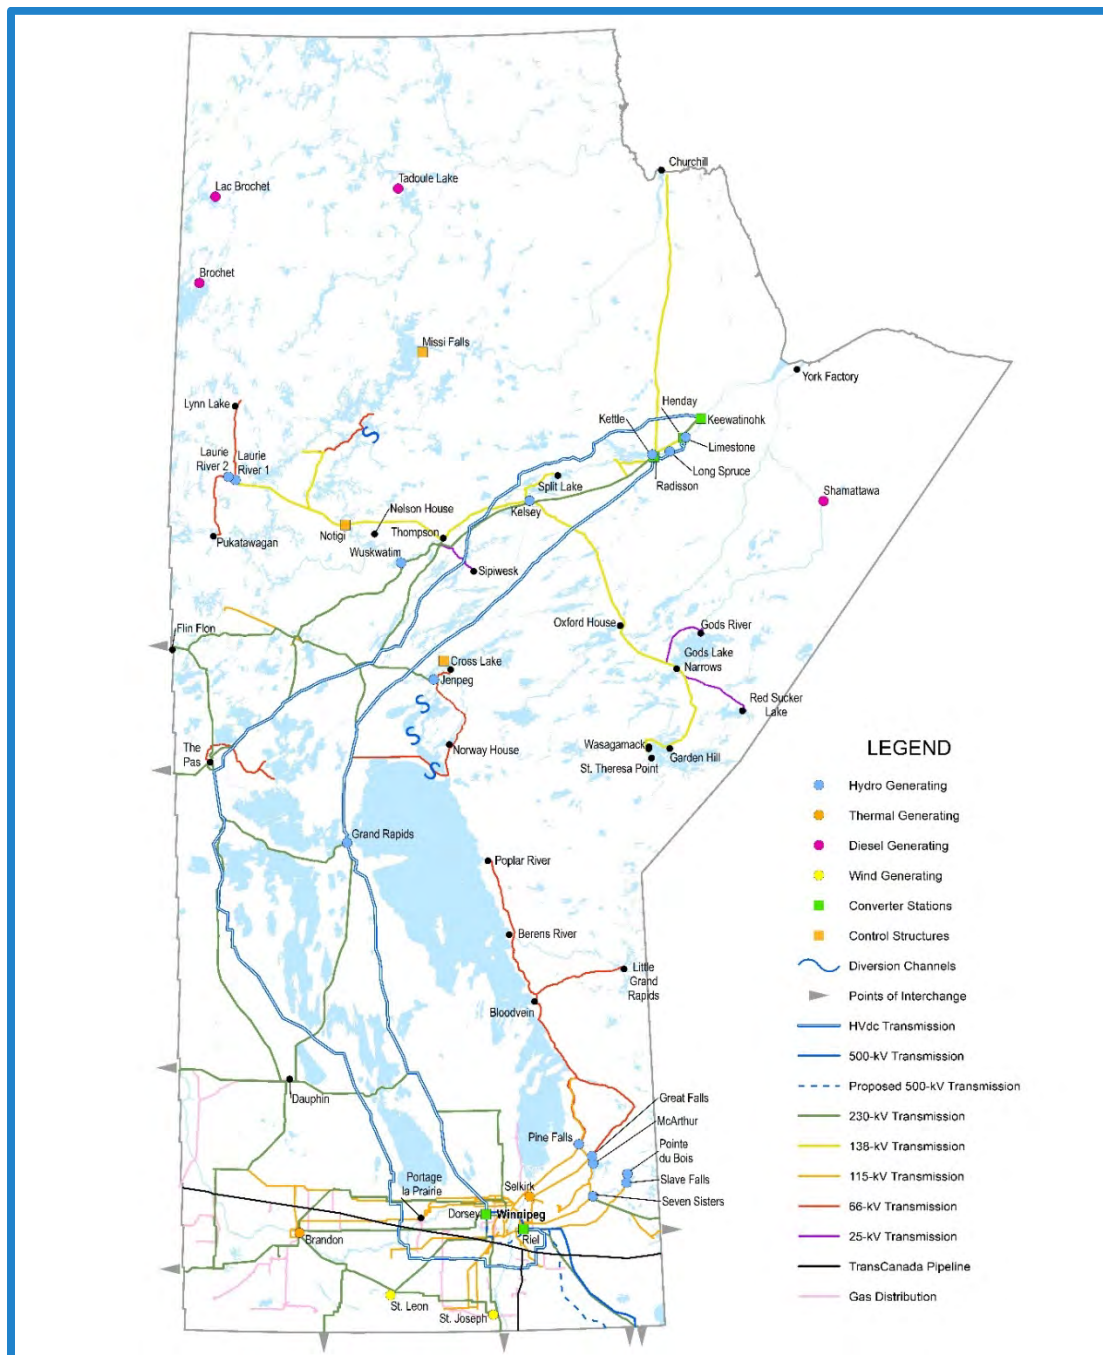 Churchill
Lac Brochet
Tadoule Lake
Brochet
Missi Falls
York Factory
Lynn Lake
Henday
Kettle
Keewatinohk
Limestone
Laurie
River 2
Laurie
River 1
Long Spruce
Split Lake
Radisson
Shamattawa
Nelson House
Kelsey
Notigi
Thompson
Pukatawagan
Wuskwatim
Sipiwesk
Flin Flon
Oxford House
Gods River
Gods Lake
Narrows
Cross Lake
Jenpeg
Red Sucker
Lake
The
Pas
Norway House
Wasagamack
Garden Hill
St. Theresa Point
Grand Rapids
Poplar River
Berens River
Little
Grand
Rapids
Bloodvein
Dauphin
Great Falls
McArthur
Pine Falls
Pointe
du Bois
Slave Falls
Portage
la Prairie
Selkirk
Seven Sisters
Dorsey
Winnipeg
Riel
Brandon
St. Leon
St. Joseph
LEGEND
Hydro Generating
Thermal Generating
Diesel Generating
Wind Generating
Converter Stations
Control Structures
Diversion Channels
Points of Interchange
HVdc Transmission
500-kV Transmission
Proposed 500-kV Transmission
230-kV Transmission
138-kV Transmission
115-kV Transmission
66-kV Transmission
25-kV Transmission
TransCanada Pipeline
Gas Distribution